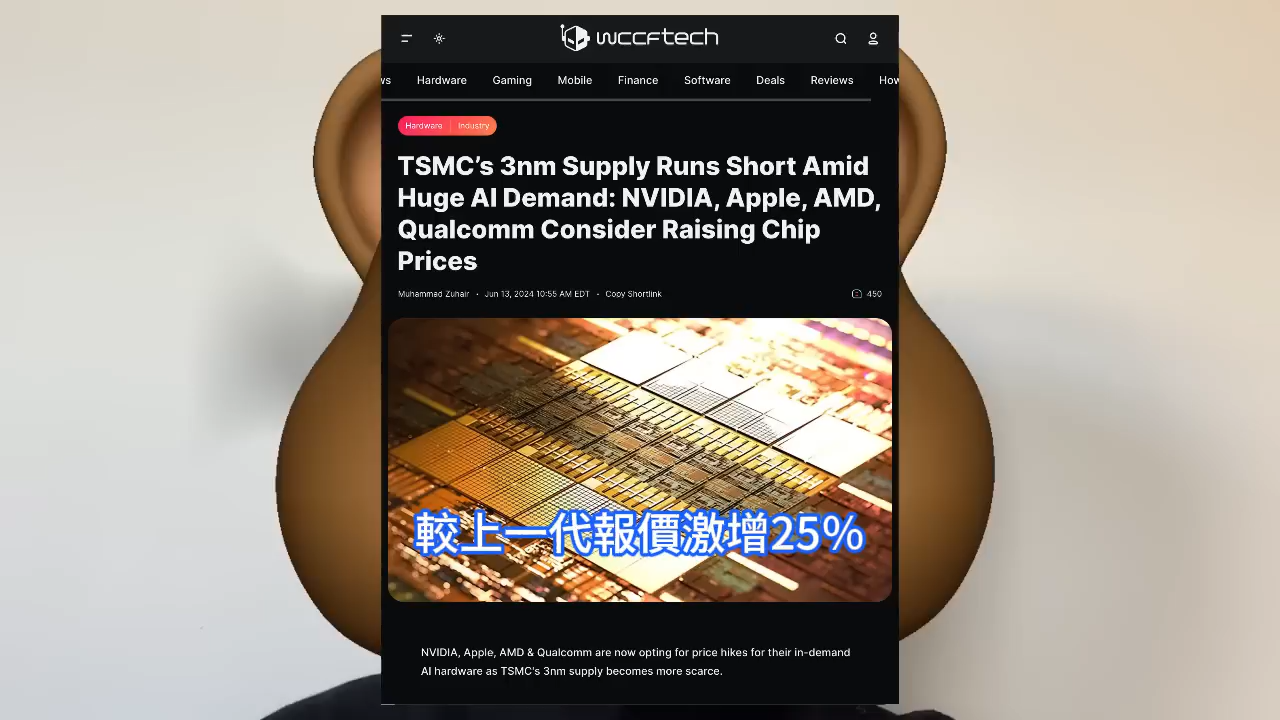 wccftech
ws Hardware Gaming Mobile Finance Software Deals Reviews How
Hardware Industry
TSMC’s 3nm Supply Runs Short Amid
Huge AI Demand: NVIDIA, Apple, AMD,
Qualcomm Consider Raising Chip
Prices
Muhammad Zuhair • Jun 13, 2024 10:55 AM EDT • Copy Shortlink
450
較上一代報價激增25%
NVIDIA, Apple, AMD & Qualcomm are now opting for price hikes for their in-demand
AI hardware as TSMC's 3nm supply becomes more scarce.